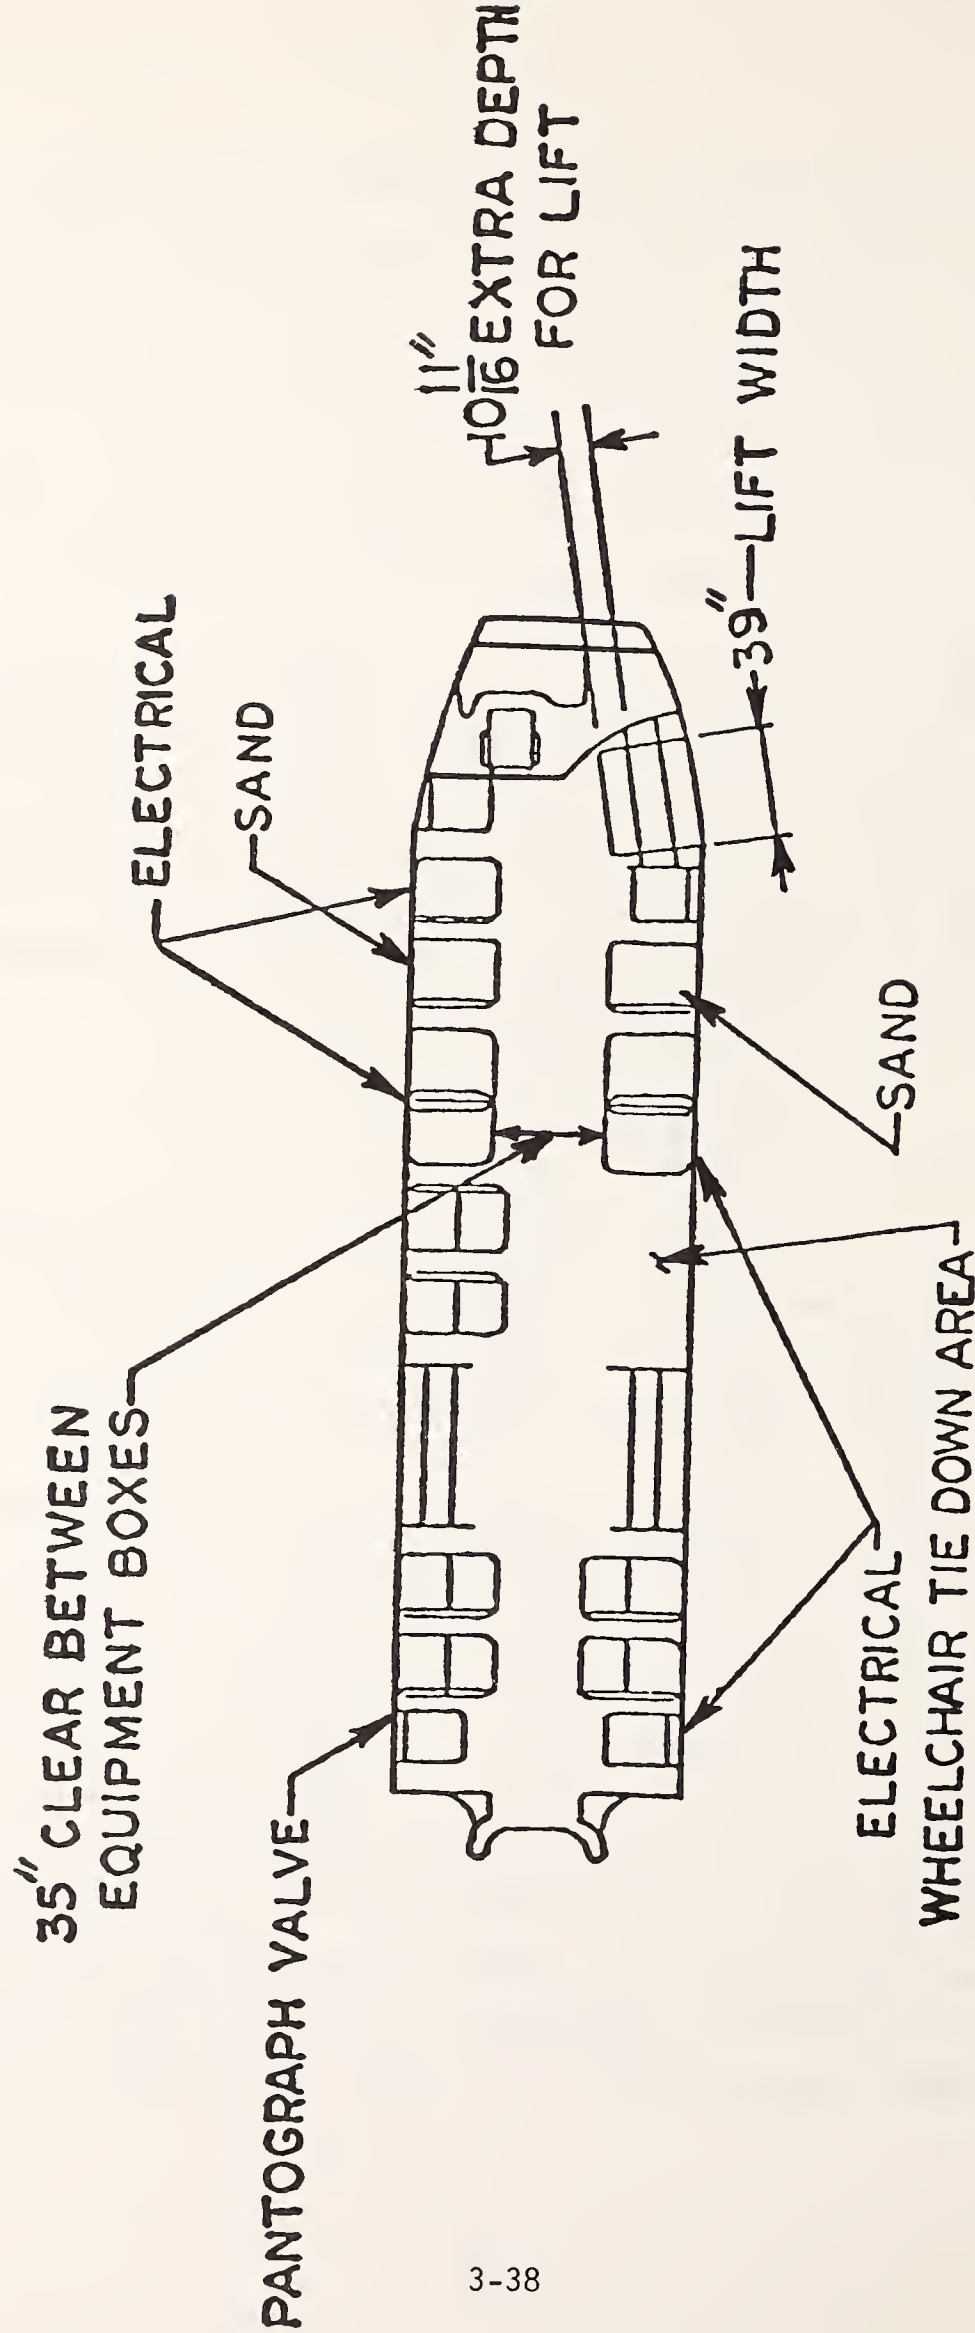 35" CLEAR BETWEEN
EQUIPMENT BOXES
ELECTRICAL
SAND
PANTOGRAPH VALVE
10 11/16" EXTRA DEPTH
FOR LIFT
39" LIFT WIDTH
SAND
ELECTRICAL
WHEELCHAIR TIE DOWN AREA
3-38